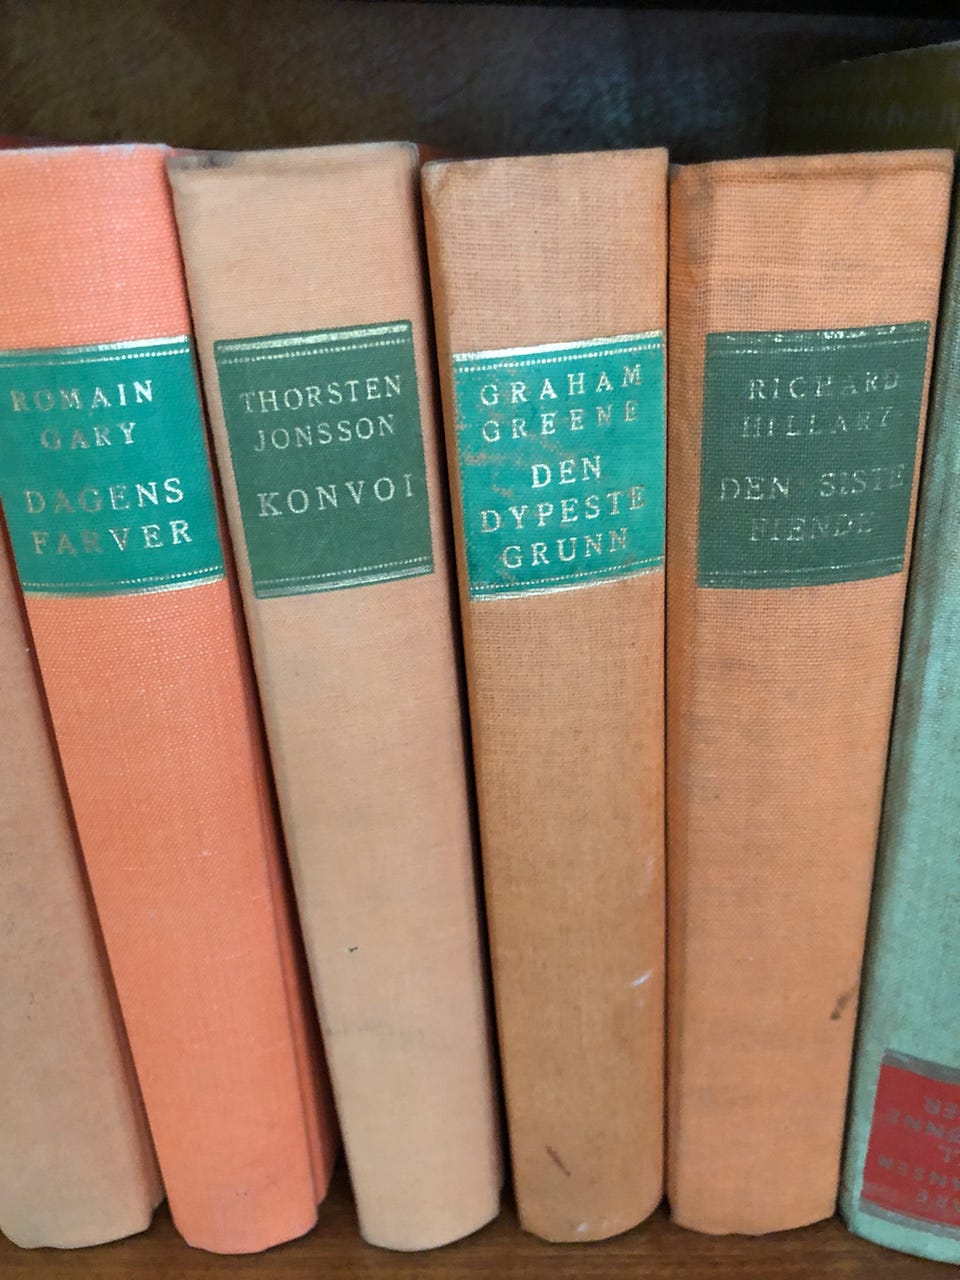 ROMAIN
GARY
DAGENS
FARVER
THORSTEN
JONSSON
KONVOI
GRAHAM
GREENE
DEN
DYPESTE
GRUNN
RICHARD
HILLARY
DEN SISTE
FIENDE